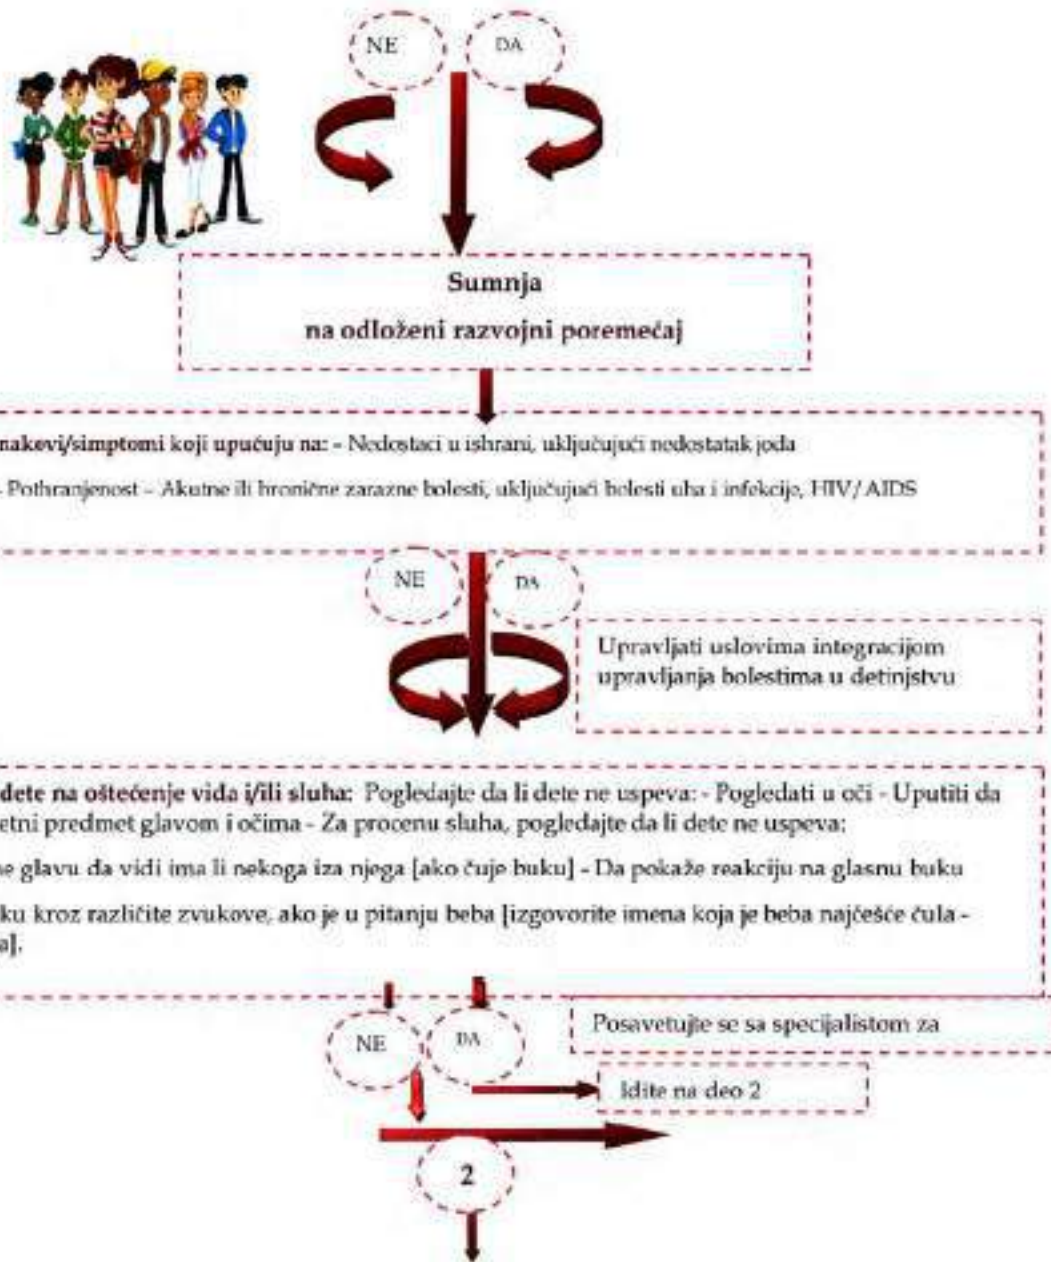 NE DA
Sumnja
na odloženi razvojni poremećaj
nakovi/simptomi koji upućuju na: - Nedostaci u ishrani, uključujući nedostatak joda
- Pothranjenost – Akutne ili hronične zarazne bolesti, uključujući bolesti uha i infekcije, HIV/AIDS
NE DA
Upravljati uslovima integracijom
upravljanja bolestima u detinjstvu
dete na oštećenje vida i/ili sluha: Pogledajte da li dete ne uspeva: - Pogledati u oči - Uputiti da
etni predmet glavom i očima - Za procenu sluha, pogledajte da li dete ne uspeva:
ne glavu da vidi ima li nekoga iza njega [ako čuje buku] - Da pokaže reakciju na glasnu buku
ku kroz različite zvukove, ako je u pitanju beba [izgovorite imena koja je beba najčešće čula -
a].
NE DA
Posavetujte se sa specijalistom za
Idite na deo 2
2